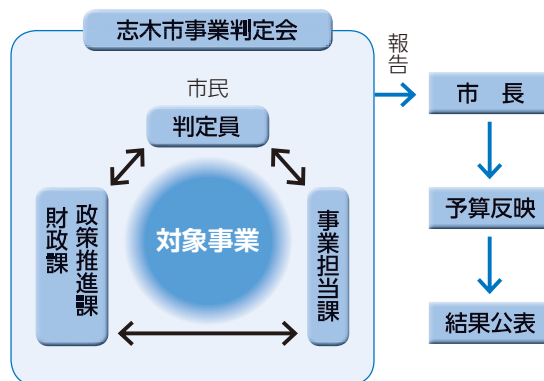 志木市事業判定会
報告
市民
判定員
市　長
政策推進課
財政課
対象事業
事業担当課
予算反映
結果公表